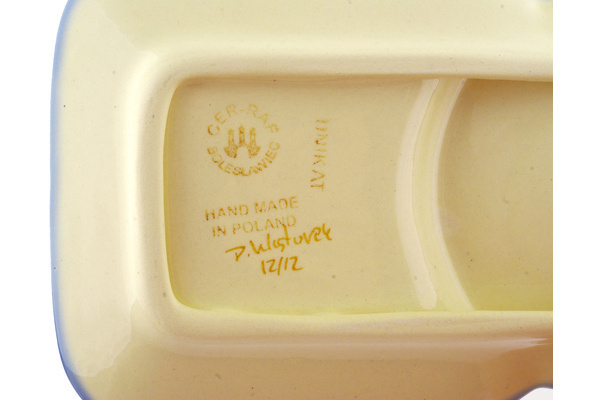 CER-RAF
BOLESŁAWIEC
UNIKAT
HAND MADE
IN POLAND
12/12